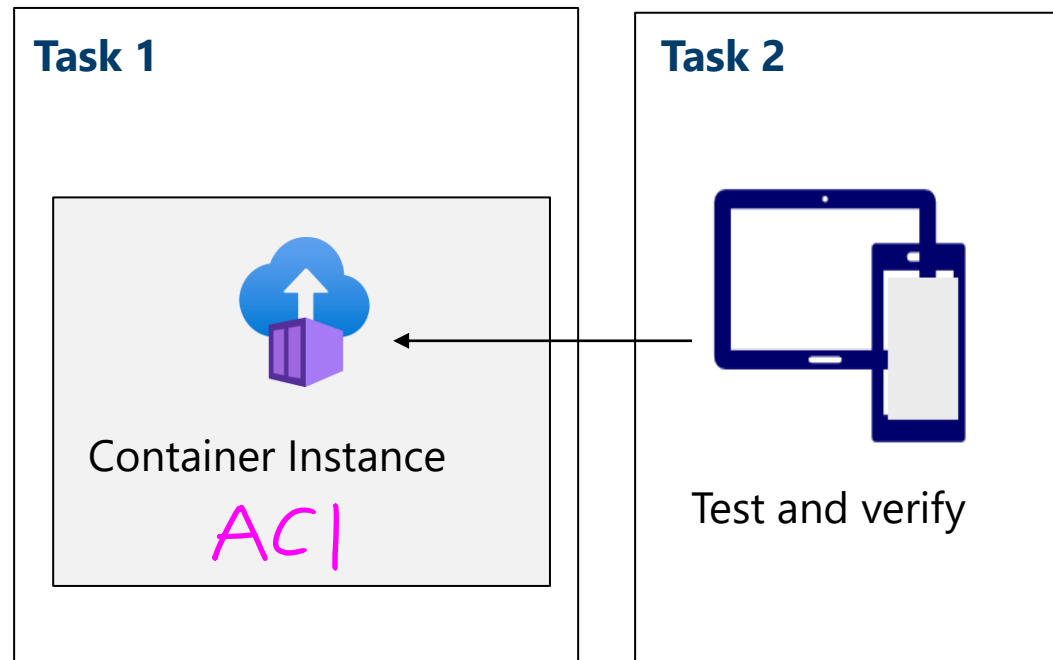 Task 1
Container Instance
ACI
Task 2
Test and verify